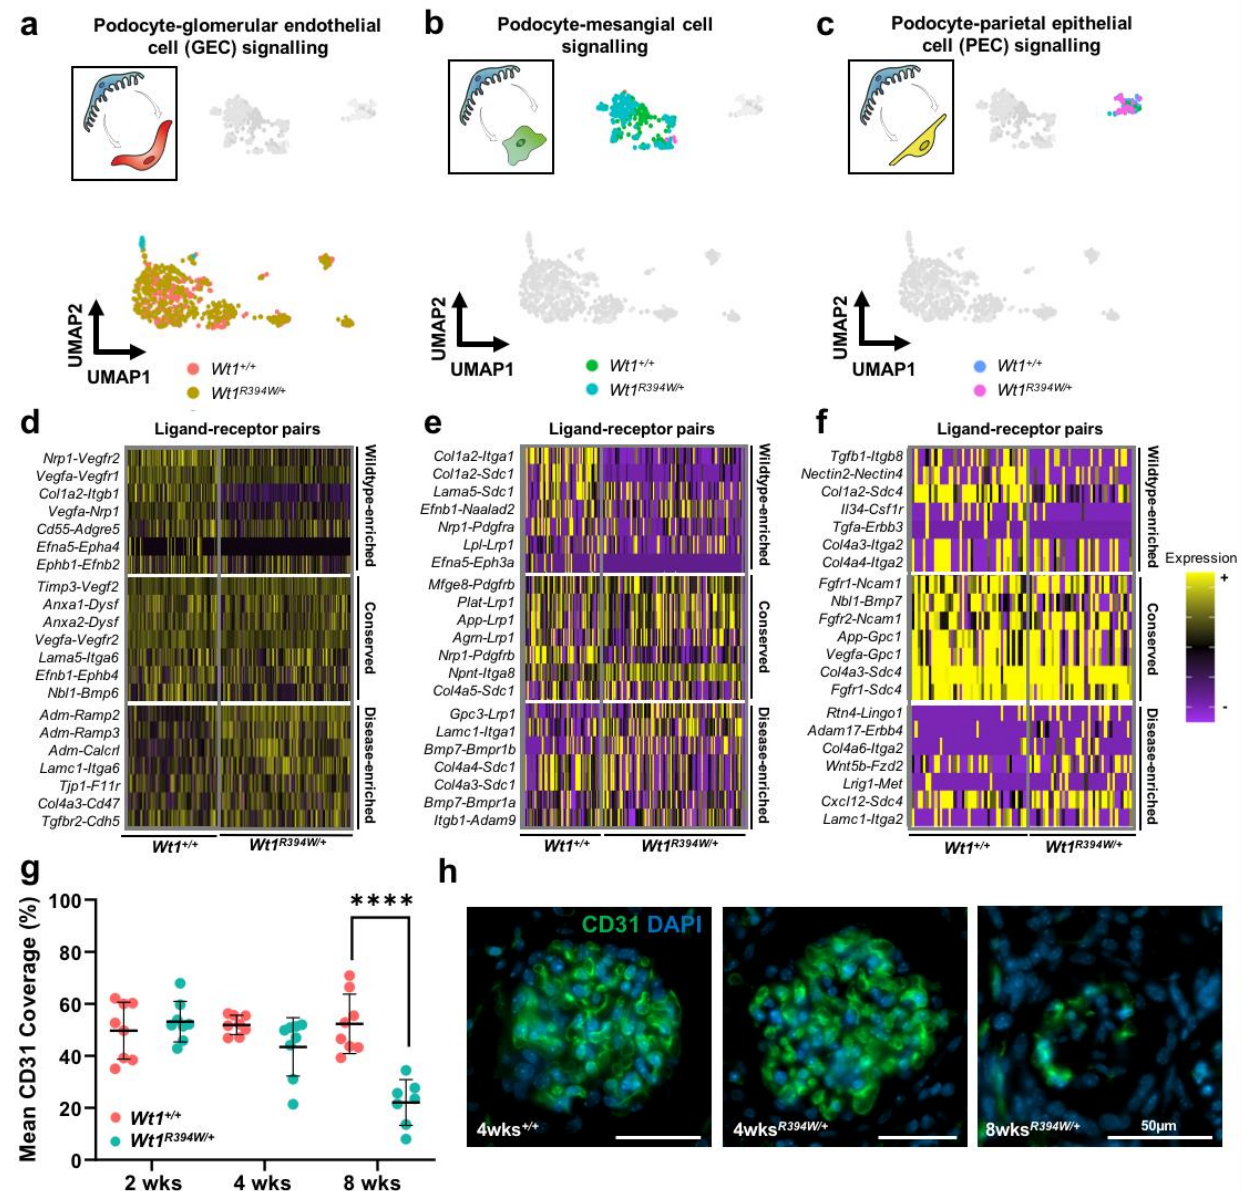 a
Podocyte-glomerular endothelial
cell (GEC) signalling
b
Podocyte-mesangial cell
signalling
c
Podocyte-parietal epithelial
cell (PEC) signalling
UMAP2
UMAP1
Wt1+/+
Wt1R394W/+
UMAP2
UMAP1
Wt1+/+
Wt1R394W/+
UMAP2
UMAP1
Wt1+/+
Wt1R394W/+
d
Ligand-receptor pairs
Nrp1-Vegfr2
Vegfa-Vegfr1
Col1a2-Itgb1
Vegfa-Nrp1
Cd55-Adgre5
Efna5-Epha4
Ephb1-Efnb2
Wildtype-enriched
Timp3-Vegf2
Anxa1-Dysf
Anxa2-Dysf
Vegfa-Vegfr2
Lama5-Itga6
Efnb1-Ephb4
Nbl1-Bmp6
Conserved
Adm-Ramp2
Adm-Ramp3
Adm-Calcrl
Lamc1-Itga6
Tjp1-F11r
Col4a3-Cd47
Tgfbr2-Cdh5
Disease-enriched
Wt1+/+
Wt1R394W/+
e
Ligand-receptor pairs
Col1a2-Itga1
Col1a2-Sdc1
Lama5-Sdc1
Efnb1-Naalad2
Nrp1-Pdgfra
Lpl-Lrp1
Efna5-Eph3a
Wildtype-enriched
Mfge8-Pdgfrb
Plat-Lrp1
App-Lrp1
Agrn-Lrp1
Nrp1-Pdgfrb
Npnt-Itga8
Col4a5-Sdc1
Conserved
Gpc3-Lrp1
Lamc1-Itga1
Bmp7-Bmpr1b
Col4a4-Sdc1
Col4a3-Sdc1
Bmp7-Bmpr1a
Itgb1-Adam9
Disease-enriched
Wt1+/+
Wt1R394W/+
f
Ligand-receptor pairs
Tgfb1-Itgb8
Nectin2-Nectin4
Col1a2-Sdc4
Il34-Csf1r
Tgfa-Erbb3
Col4a3-Itga2
Col4a4-Itga2
Wildtype-enriched
Fgfr1-Ncam1
Nbl1-Bmp7
Fgfr2-Ncam1
App-Gpc1
Vegfa-Gpc1
Col4a3-Sdc4
Fgfr1-Sdc4
Conserved
Rtn4-Lingo1
Adam17-Erbb4
Col4a6-Itga2
Wnt5b-Fzd2
Lrig1-Met
Cxcl12-Sdc4
Lamc1-Itga2
Disease-enriched
Wt1+/+
Wt1R394W/+
Expression
+
-
g
Mean CD31 Coverage (%)
100
80
60
40
20
0
****
Wt1+/+
Wt1R394W/+
2 wks
4 wks
8 wks
h
CD31 DAPI
4wks+/+
4wksR394W/+
8wksR394W/+
50µm